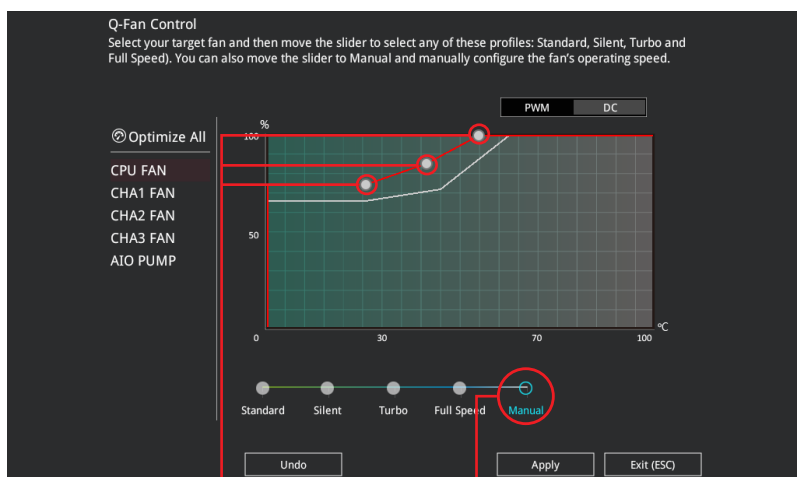 Q-Fan Control
Select your target fan and then move the slider to select any of these profiles: Standard, Silent, Turbo and
Full Speed). You can also move the slider to Manual and manually configure the fan's operating speed.
PWM DC
%
Optimize All
100
CPU FAN
CHA1 FAN
CHA2 FAN
CHA3 FAN
AIO PUMP
50
ºC
0 30 70 100
Standard Silent Turbo Full Speed Manual
Undo Apply Exit (ESC)